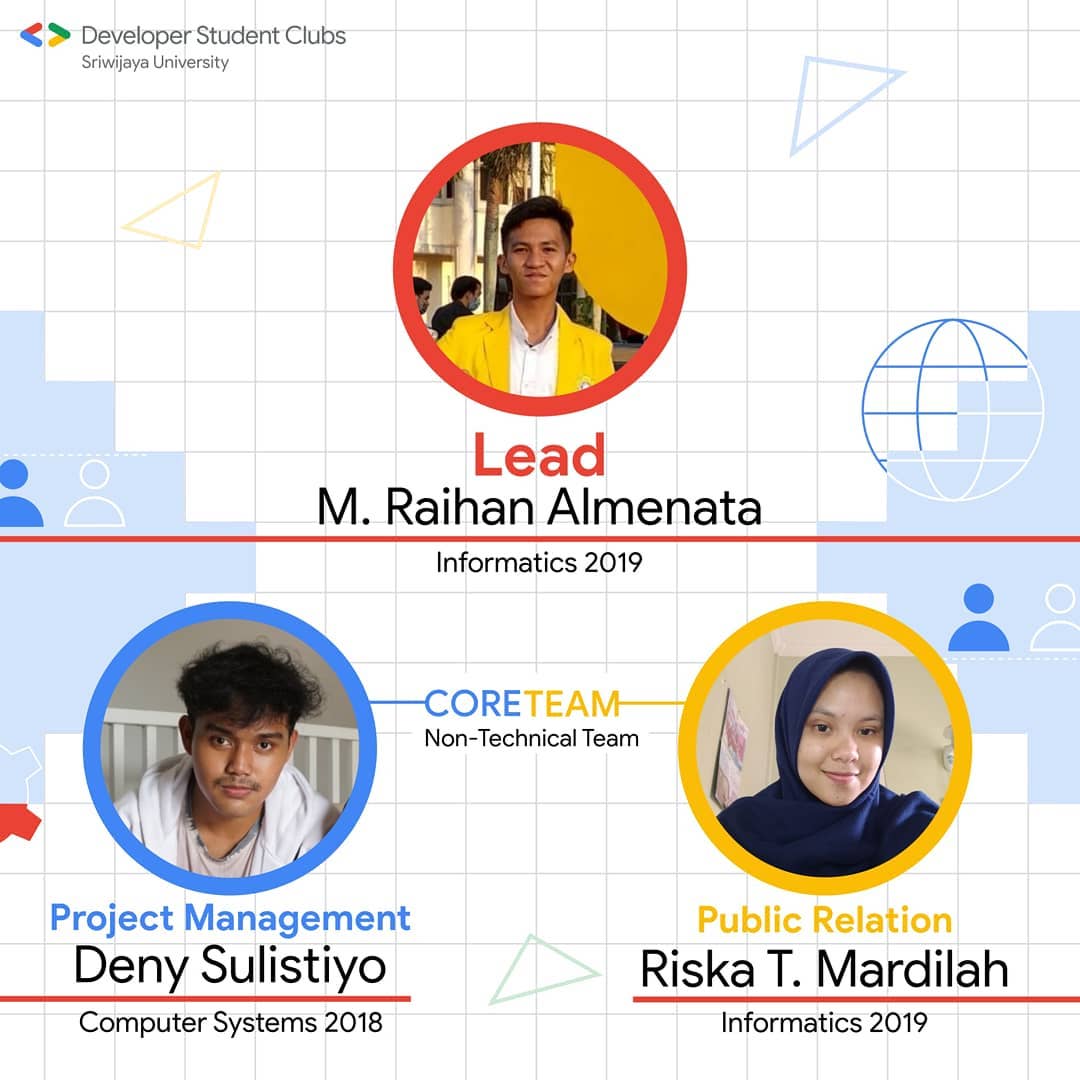 Developer Student Clubs
Sriwijaya University
Lead
M. Raihan Almenata
Informatics 2019
CORETEAM
Non-Technical Team
Project Management
Deny Sulistiyo
Computer Systems 2018
Public Relation
Riska T. Mardilah
Informatics 2019